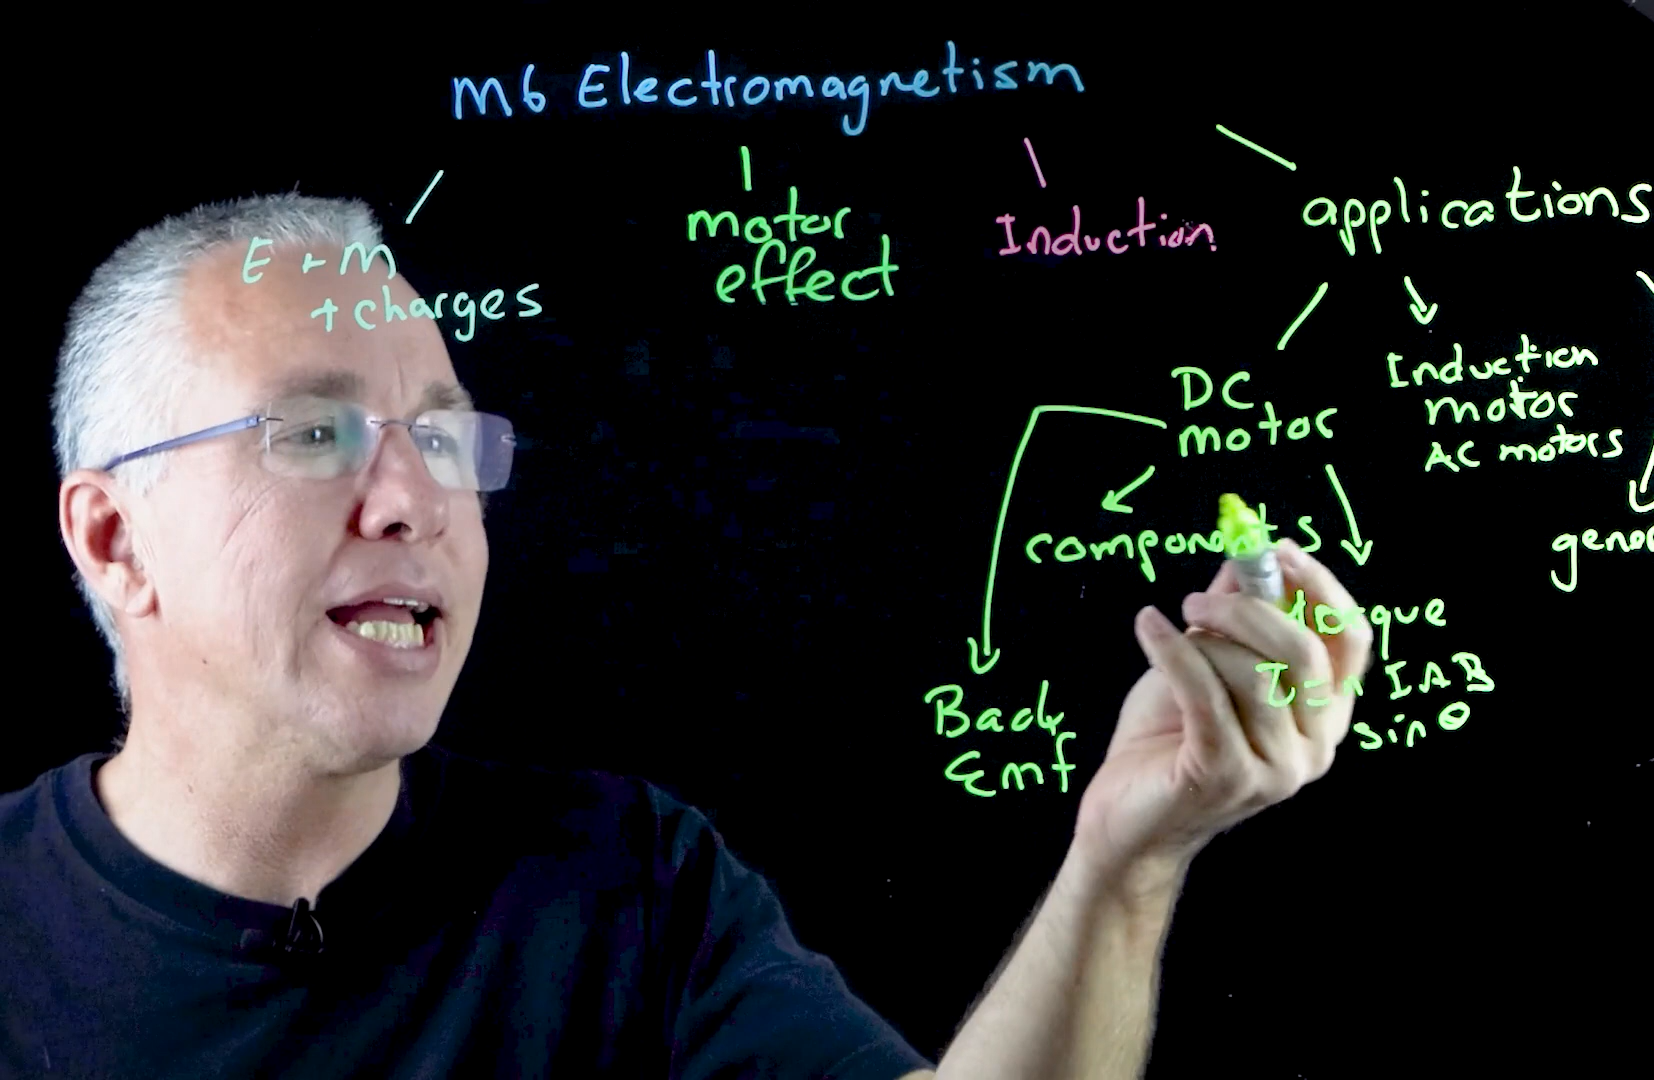 M6 Electromagnetism
E + M
+ charges
motor
effect
Induction
applications
DC
motor
components
torque
τ = n IAB
sin θ
Back
Emf
Induction
motor
AC motors